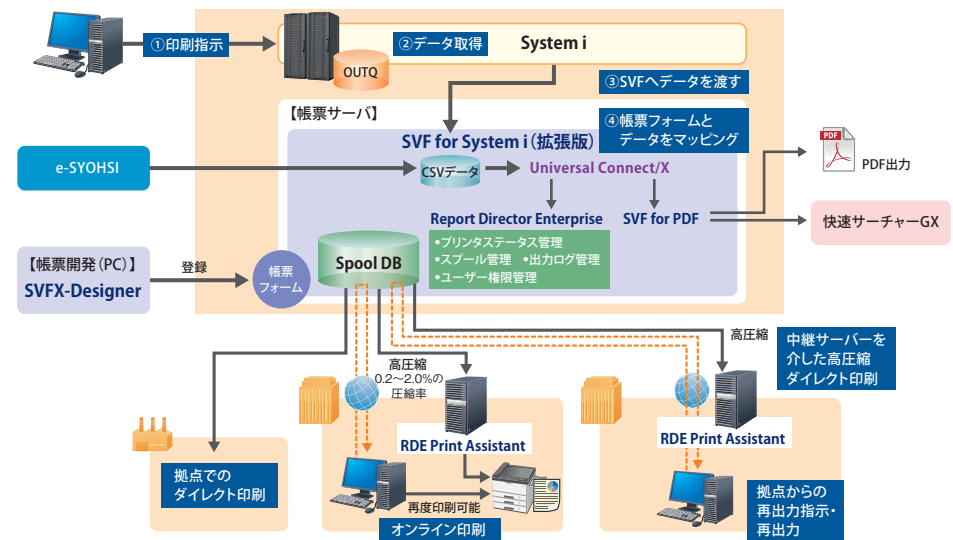 ①印刷指示
OUTQ
②データ取得
System i
③SVFへデータを渡す
【帳票サーバ】
④帳票フォームと
データをマッピング
SVF for System i（拡張版）
e-SYOHSI
CSVデータ
Universal Connect/X
PDF
PDF出力
Report Director Enterprise
SVF for PDF
快速サーチャーGX
•プリンタステータス管理
•スプール管理 •出力ログ管理
•ユーザー権限管理
Spool DB
【帳票開発（PC）】
SVFX-Designer
登録
帳票
フォーム
高圧縮
0.2～2.0%の
圧縮率
高圧縮
中継サーバーを
介した高圧縮
ダイレクト印刷
RDE Print Assistant
RDE Print Assistant
拠点での
ダイレクト印刷
再度印刷可能
オンライン印刷
拠点からの
再出力指示・
再出力